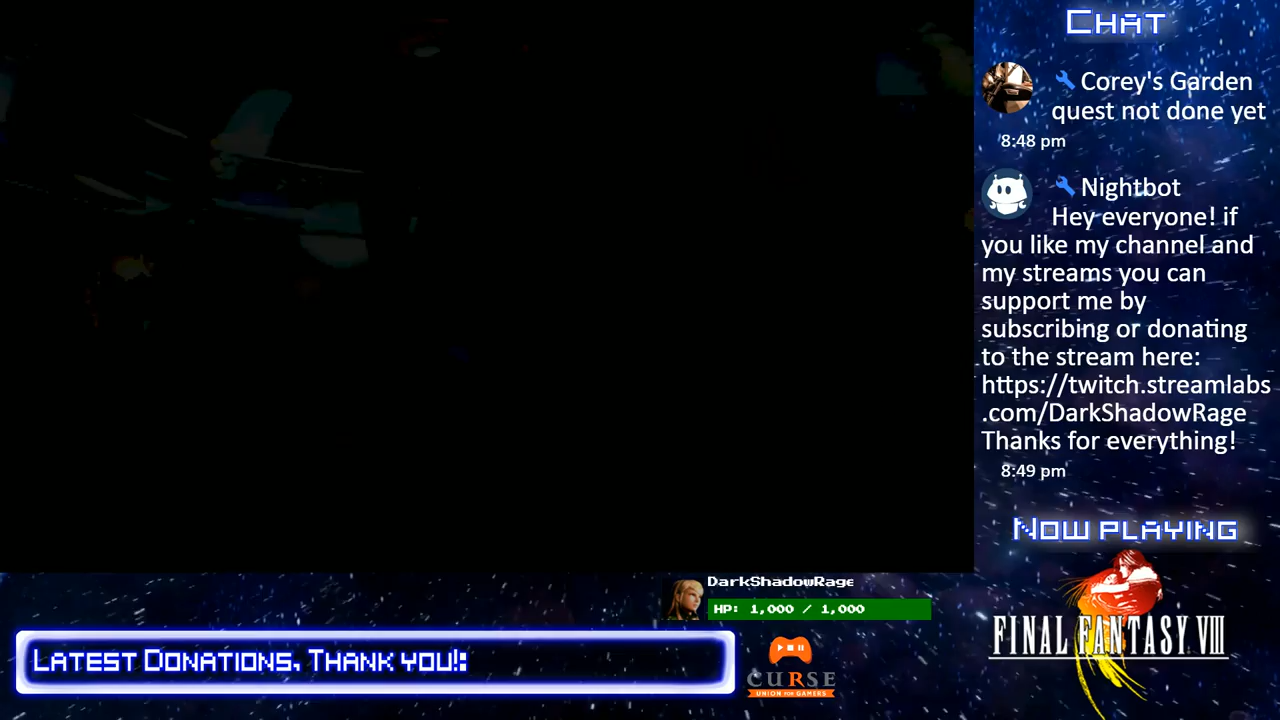 Chat
Corey's Garden
quest not done yet
8:48 pm
Nightbot
Hey everyone! if
you like my channel and
my streams you can
support me by
subscribing or donating
to the stream here:
https://twitch.streamlabs
.com/DarkShadowRage
Thanks for everything!
8:49 pm
Now playing
FINAL FANTASY VIII
DarkShadowRage
HP: 1,000 / 1,000
Latest Donations, Thank you!:
CURSE
UNION FOR GAMERS